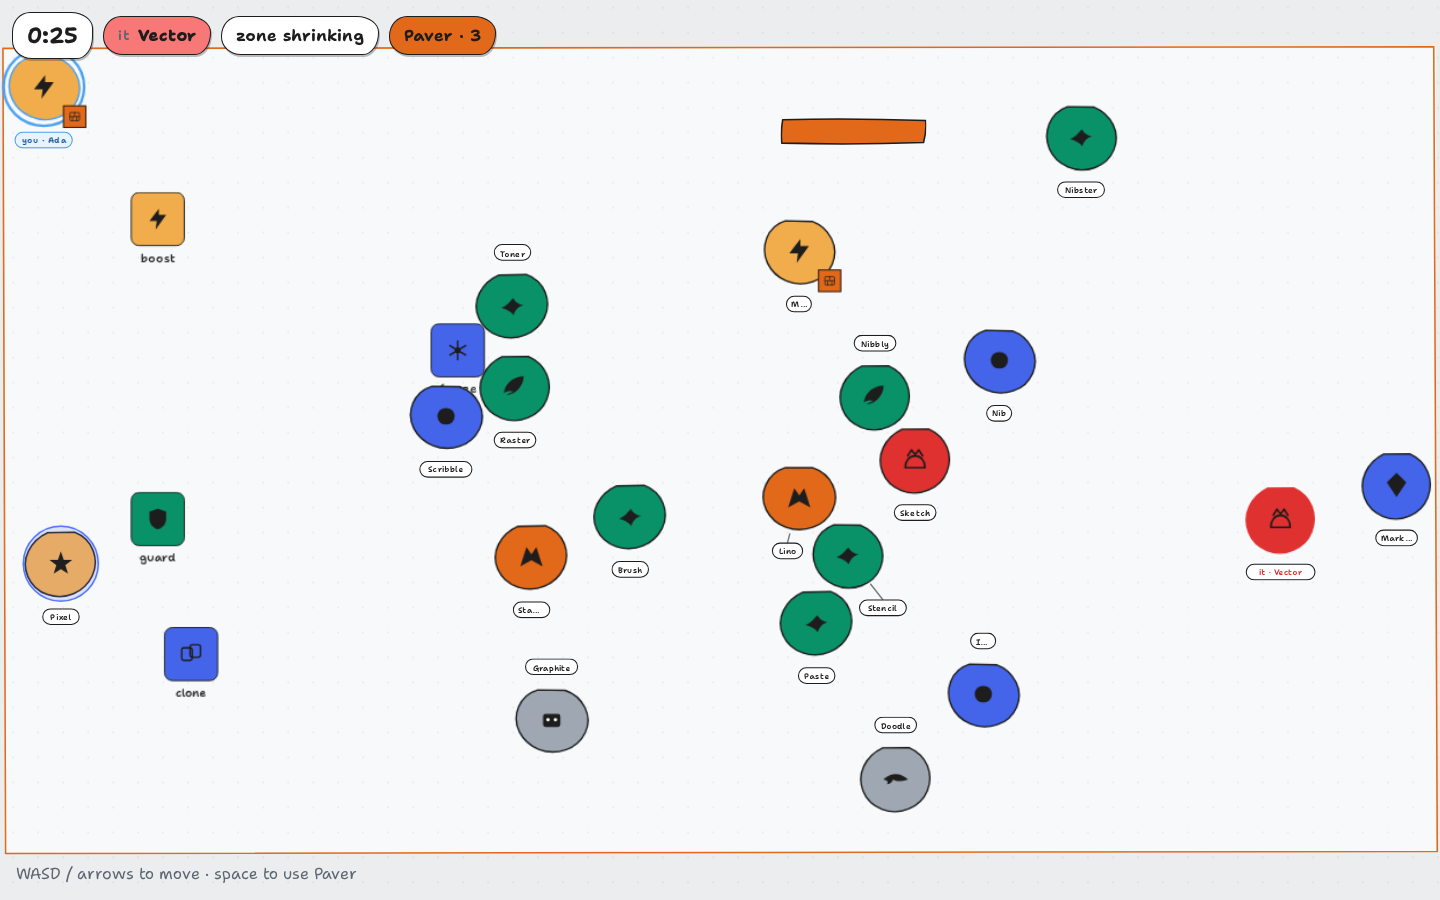 0:25
it Vector
zone shrinking
Paver · 3
you · Ada
Nibster
boost
Toner
M...
Nibbly
Nib
Raster
Scribble
Sketch
Mark...
Lino
guard
Brush
it · Vector
Sta...
Stencil
Pixel
I...
Graphite
Paste
clone
Doodle
WASD / arrows to move · space to use Paver